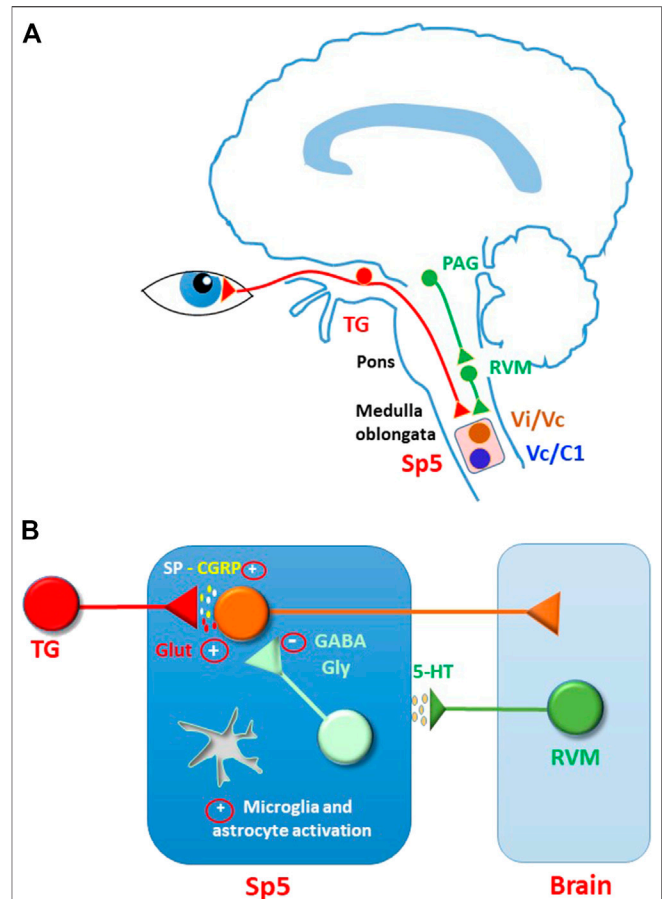 A
PAG
TG
Pons
RVM
Medulla
oblongata
Vi/Vc
Vc/C1
Sp5
B
SP - CGRP +
TG
Glut +
- GABA
Gly
5-HT
RVM
+ Microglia and
astrocyte activation
Sp5
Brain